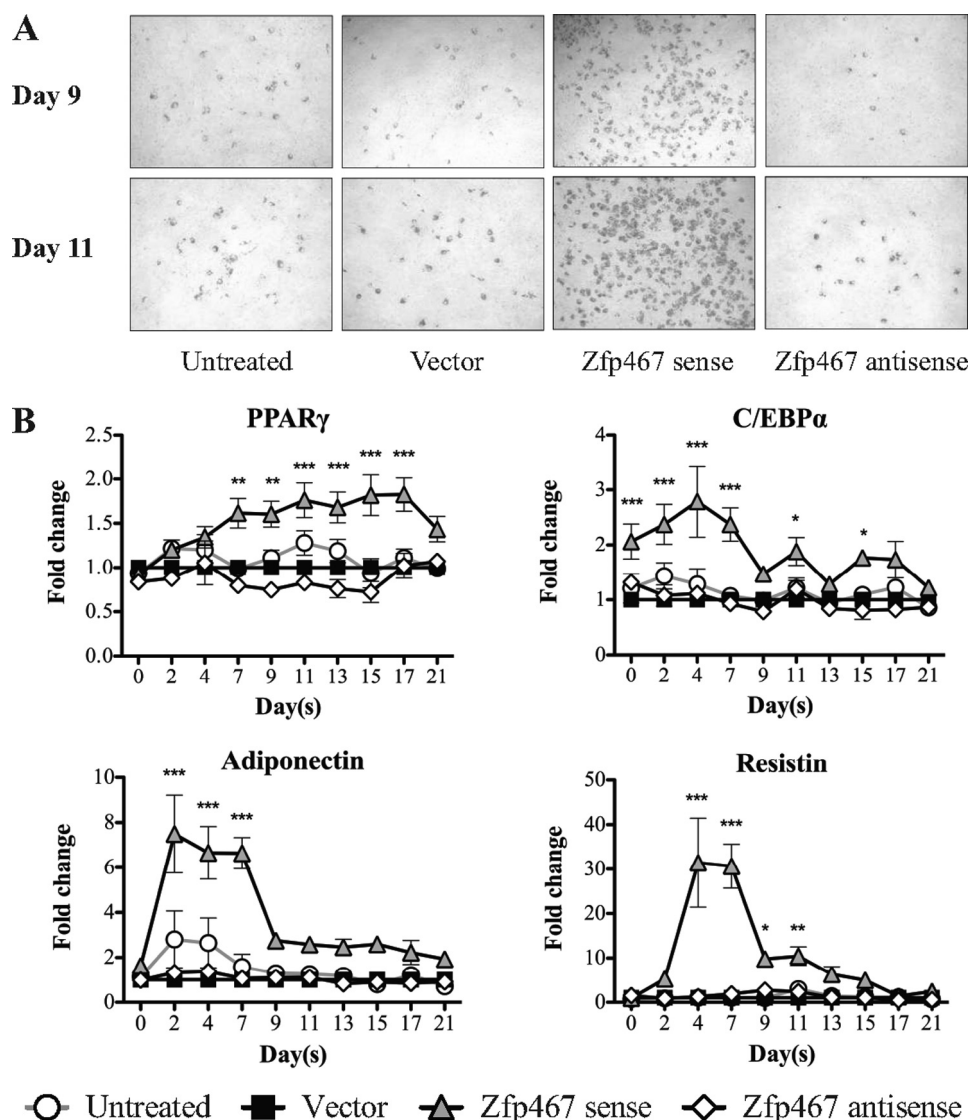 A
Day 9
Day 11
Untreated Vector Zfp467 sense Zfp467 antisense
B
PPARγ
Fold change
2.5
2.0
1.5
1.0
0.5
0.0
** ** *** *** *** ***
0 2 4 7 9 11 13 15 17 21
Day(s)
C/EBPα
Fold change
4
3
2
1
0
*** *** *** *** * *
0 2 4 7 9 11 13 15 17 21
Day(s)
Adiponectin
Fold change
10
8
6
4
2
0
*** *** ***
0 2 4 7 9 11 13 15 17 21
Day(s)
Resistin
Fold change
50
40
30
20
10
0
*** *** * **
0 2 4 7 9 11 13 15 17 21
Day(s)
Untreated Vector Zfp467 sense Zfp467 antisense